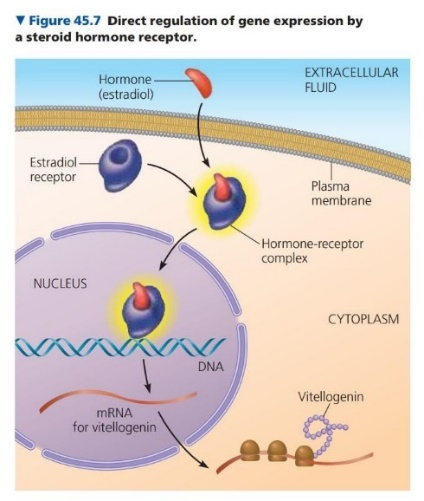 ▼ Figure 45.7 Direct regulation of gene expression by
a steroid hormone receptor.
Hormone
(estradiol)
EXTRACELLULAR
FLUID
Estradiol
receptor
Plasma
membrane
Hormone-receptor
complex
NUCLEUS
CYTOPLASM
DNA
mRNA
for vitellogenin
Vitellogenin